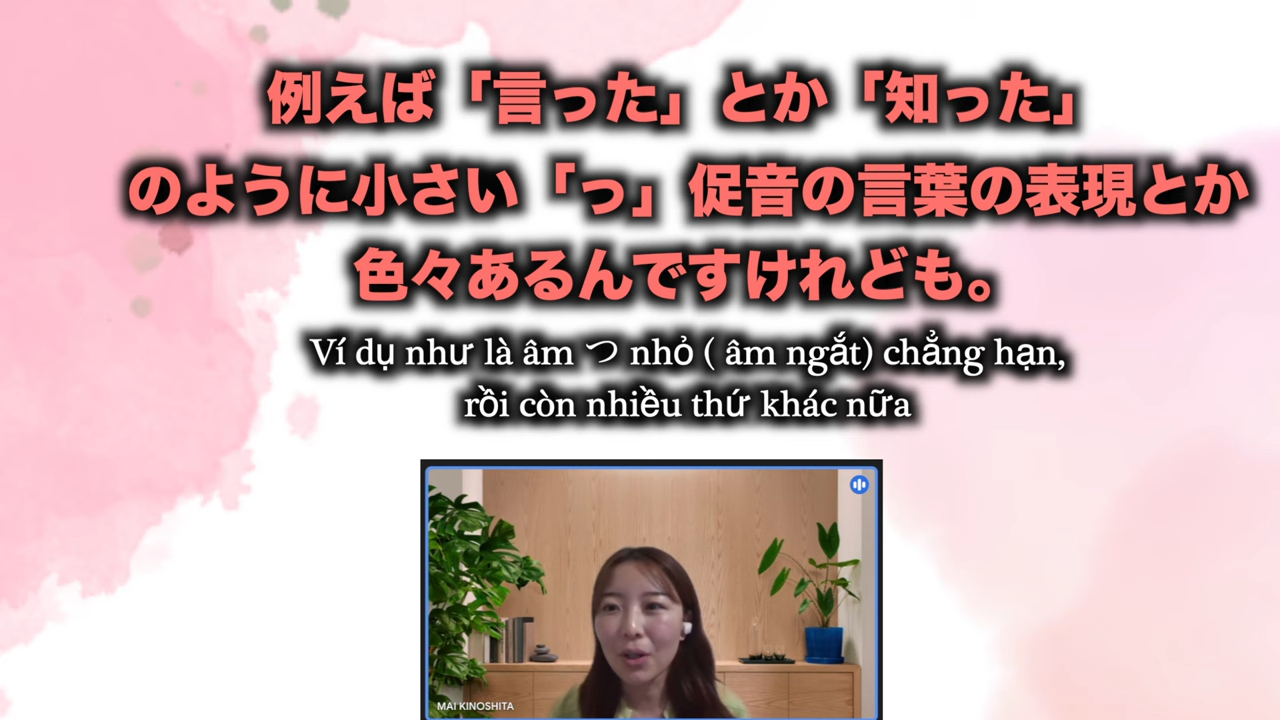 例えば「言った」とか「知った」
のように小さい「っ」促音の言葉の表現とか
色々あるんですけれども。
Ví dụ như là âm つ nhỏ ( âm ngắt) chẳng hạn,
rồi còn nhiều thứ khác nữa
MAI KINOSHITA